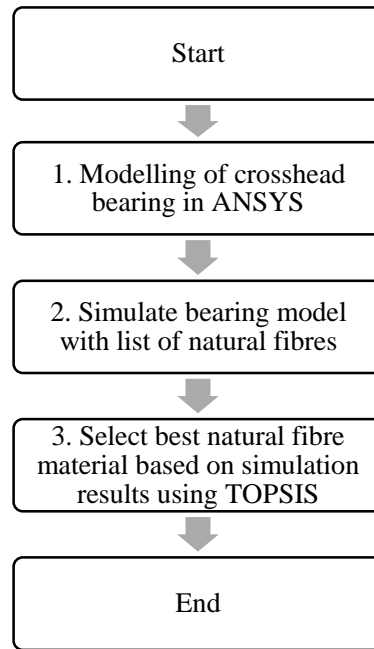 Start
1. Modelling of crosshead
bearing in ANSYS
2. Simulate bearing model
with list of natural fibres
3. Select best natural fibre
material based on simulation
results using TOPSIS
End